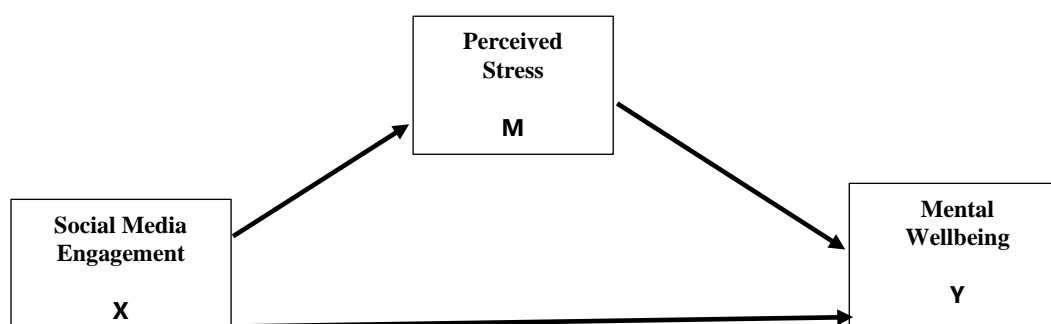 Perceived
Stress
M
Social Media
Engagement
X
Mental
Wellbeing
Y